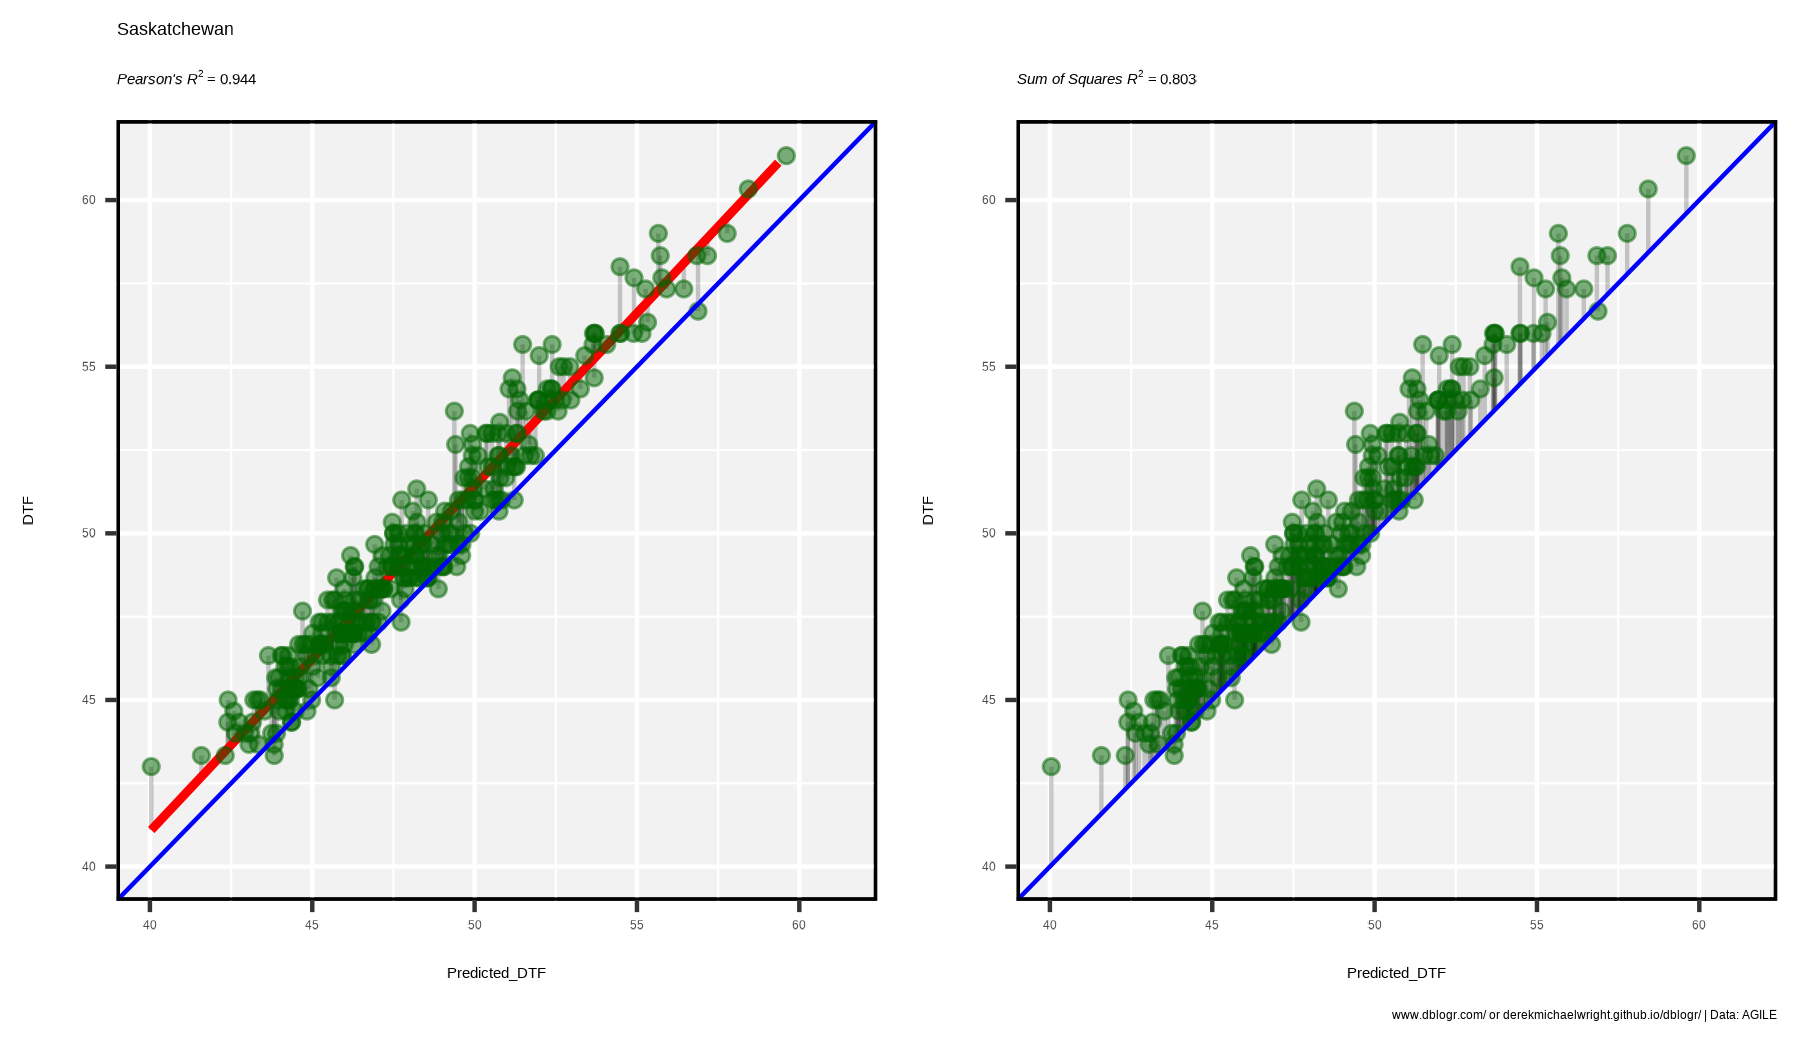 Saskatchewan
Pearson's R² = 0.944
Sum of Squares R² = 0.803
DTF
60
55
50
45
40
40 45 50 55 60
Predicted_DTF
DTF
60
55
50
45
40
40 45 50 55 60
Predicted_DTF
www.dblogr.com/ or derekmichaelwright.github.io/dblogr/ | Data: AGILE